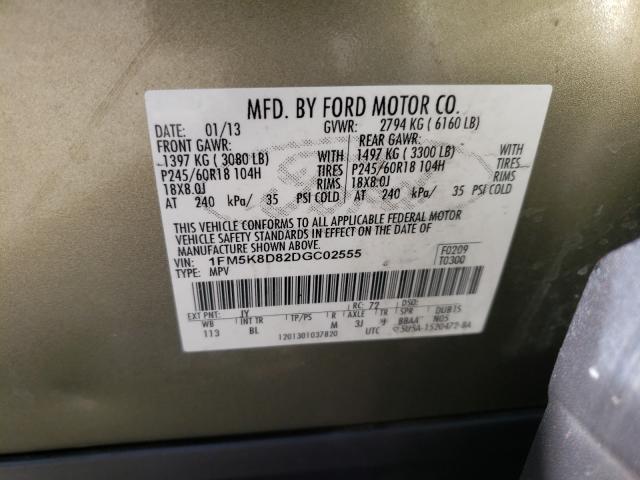 MFD. BY FORD MOTOR CO.
DATE: 01/13 GVWR: 2794 KG ( 6160 LB)
FRONT GAWR: REAR GAWR:
1397 KG ( 3080 LB) WITH 1497 KG ( 3300 LB) WITH
P245/60R18 104H TIRES P245/60R18 104H TIRES
18X8.0J RIMS 18X8.0J RIMS
AT 240 kPa/ 35 PSI COLD AT 240 kPa/ 35 PSI COLD
THIS VEHICLE CONFORMS TO ALL APPLICABLE FEDERAL MOTOR
VEHICLE SAFETY STANDARDS IN EFFECT ON THE DATE OF
MANUFACTURE SHOWN ABOVE.
VIN: 1FM5K8D82DGC02555 F0209
TYPE: MPV T0300
EXT PNT: JY RC: 72 DSO:
WB INT TR TP/PS R AXLE TR SPR DUB1S
113 BL M 3J BBAA N05
1201301037820 UTC